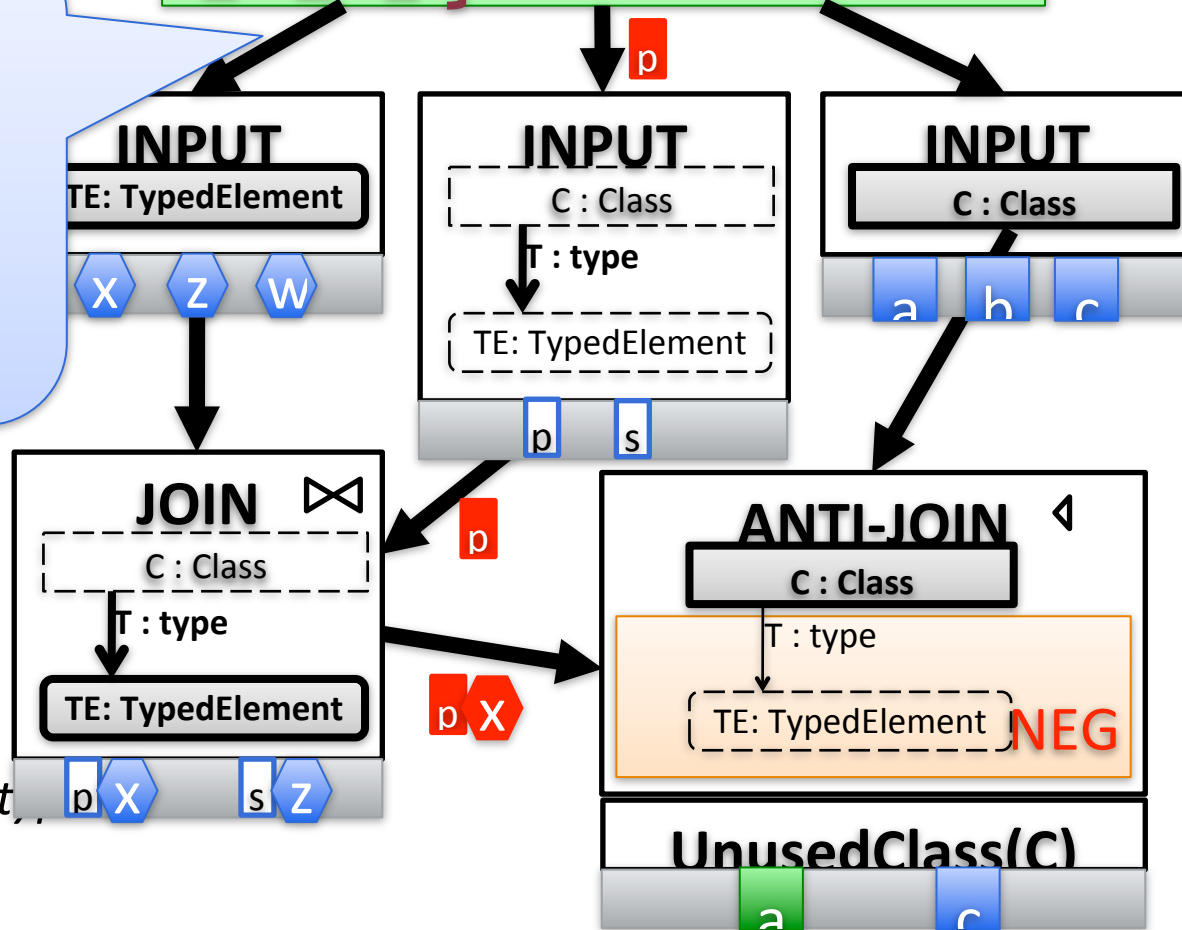 p
INPUT
TE: TypedElement
X Z W
INPUT
C : Class
T : type
TE: TypedElement
p s
INPUT
C : Class
a b c
p
JOIN
C : Class
T : type
TE: TypedElement
p X s Z
p X
ANTI-JOIN
C : Class
T : type
TE: TypedElement
NEG
UnusedClass(C)
a c